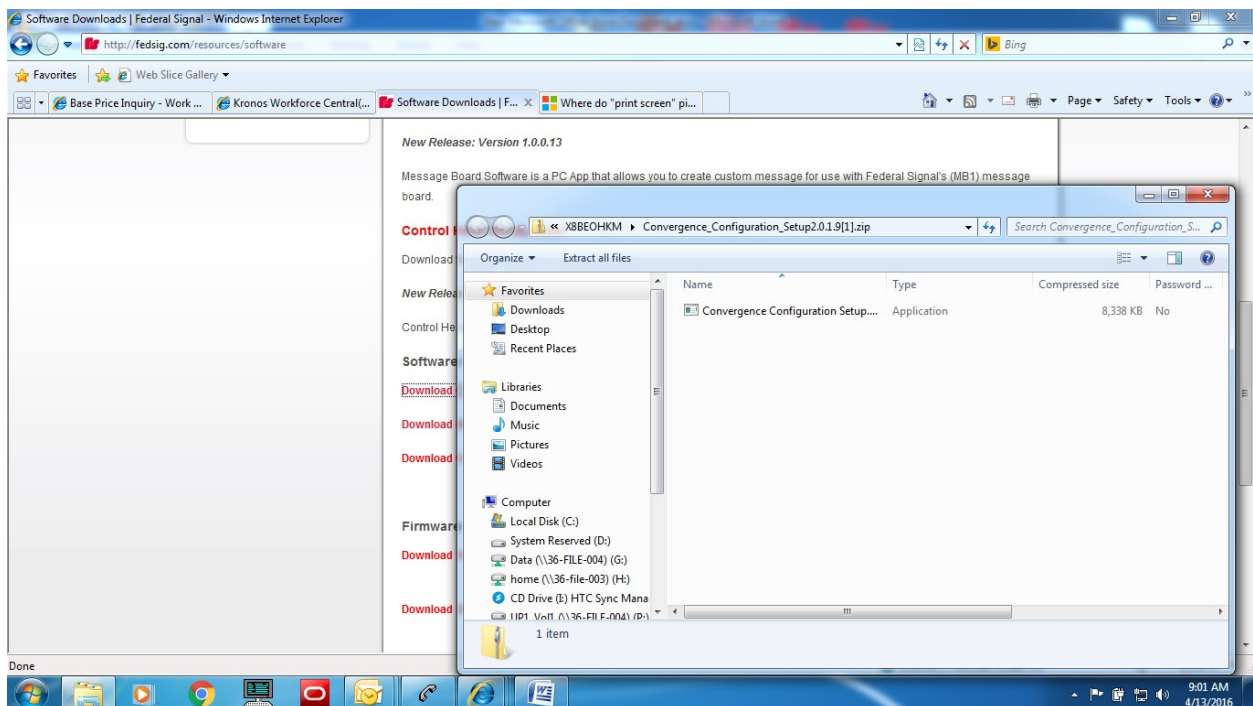 Software Downloads | Federal Signal - Windows Internet Explorer
http://fedsig.com/resources/software
Bing
Favorites
Web Slice Gallery
Base Price Inquiry - Work ...
Kronos Workforce Central(...
Software Downloads | F...
Where do "print screen" pi...
Page
Safety
Tools
New Release: Version 1.0.0.13
Message Board Software is a PC App that allows you to create custom message for use with Federal Signal's (MB1) message
board.
Control
Download
New Relea
Control He
Software
Download
Download
Download
Firmware
Download
Download
« X8BEOHKM ▸ Convergence_Configuration_Setup2.0.1.9[1].zip
Search Convergence_Configuration_S...
Organize
Extract all files
Favorites
Downloads
Desktop
Recent Places
Libraries
Documents
Music
Pictures
Videos
Computer
Local Disk (C:)
System Reserved (D:)
Data (\\36-FILE-004) (G:)
home (\\36-file-003) (H:)
CD Drive (I:) HTC Sync Mana
UP1_Vol1 (\\36-FILE-004) (P:)
Name
Type
Compressed size
Password ...
Convergence Configuration Setup....
Application
8,338 KB
No
1 item
Done
9:01 AM
4/13/2016